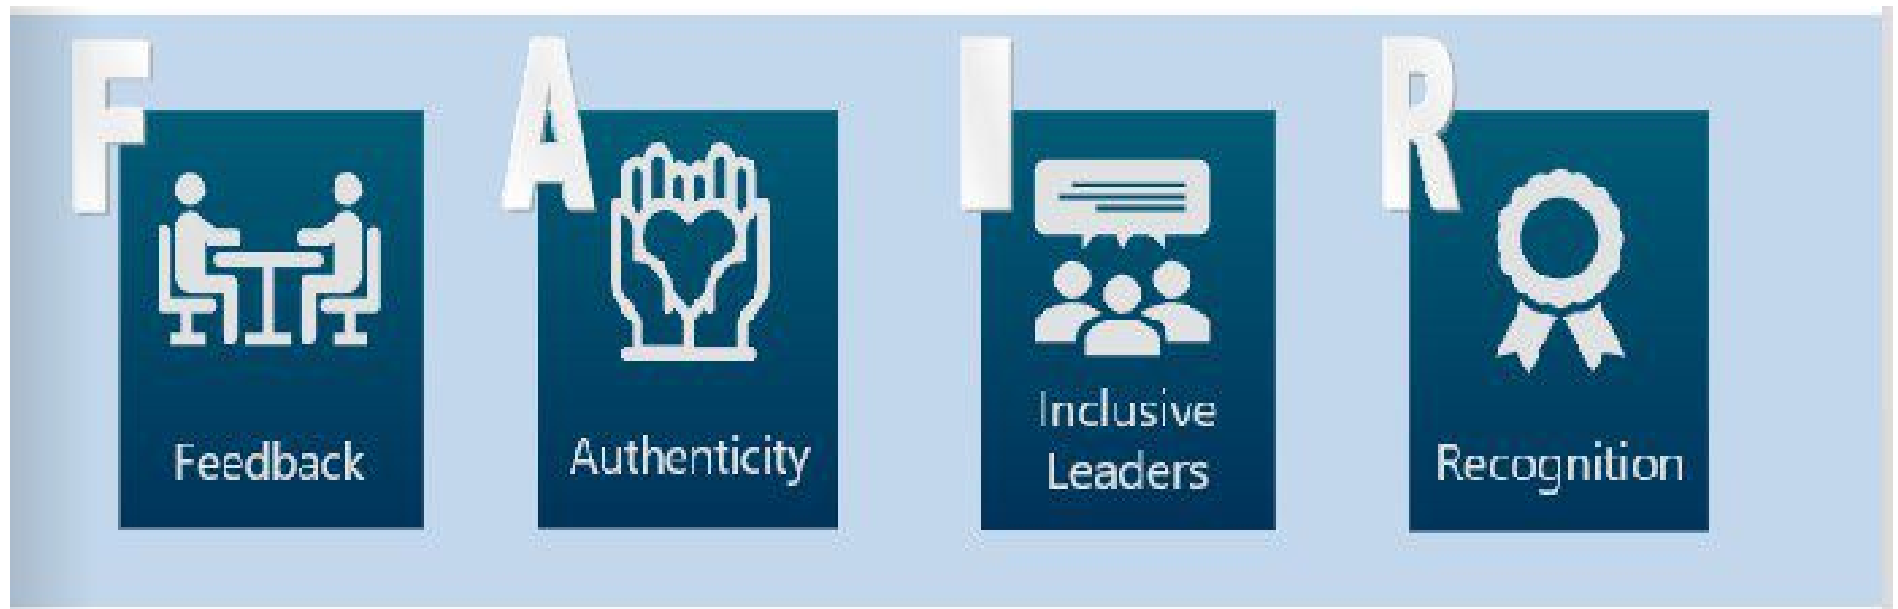 F
Feedback
A
Authenticity
I
Inclusive
Leaders
R
Recognition